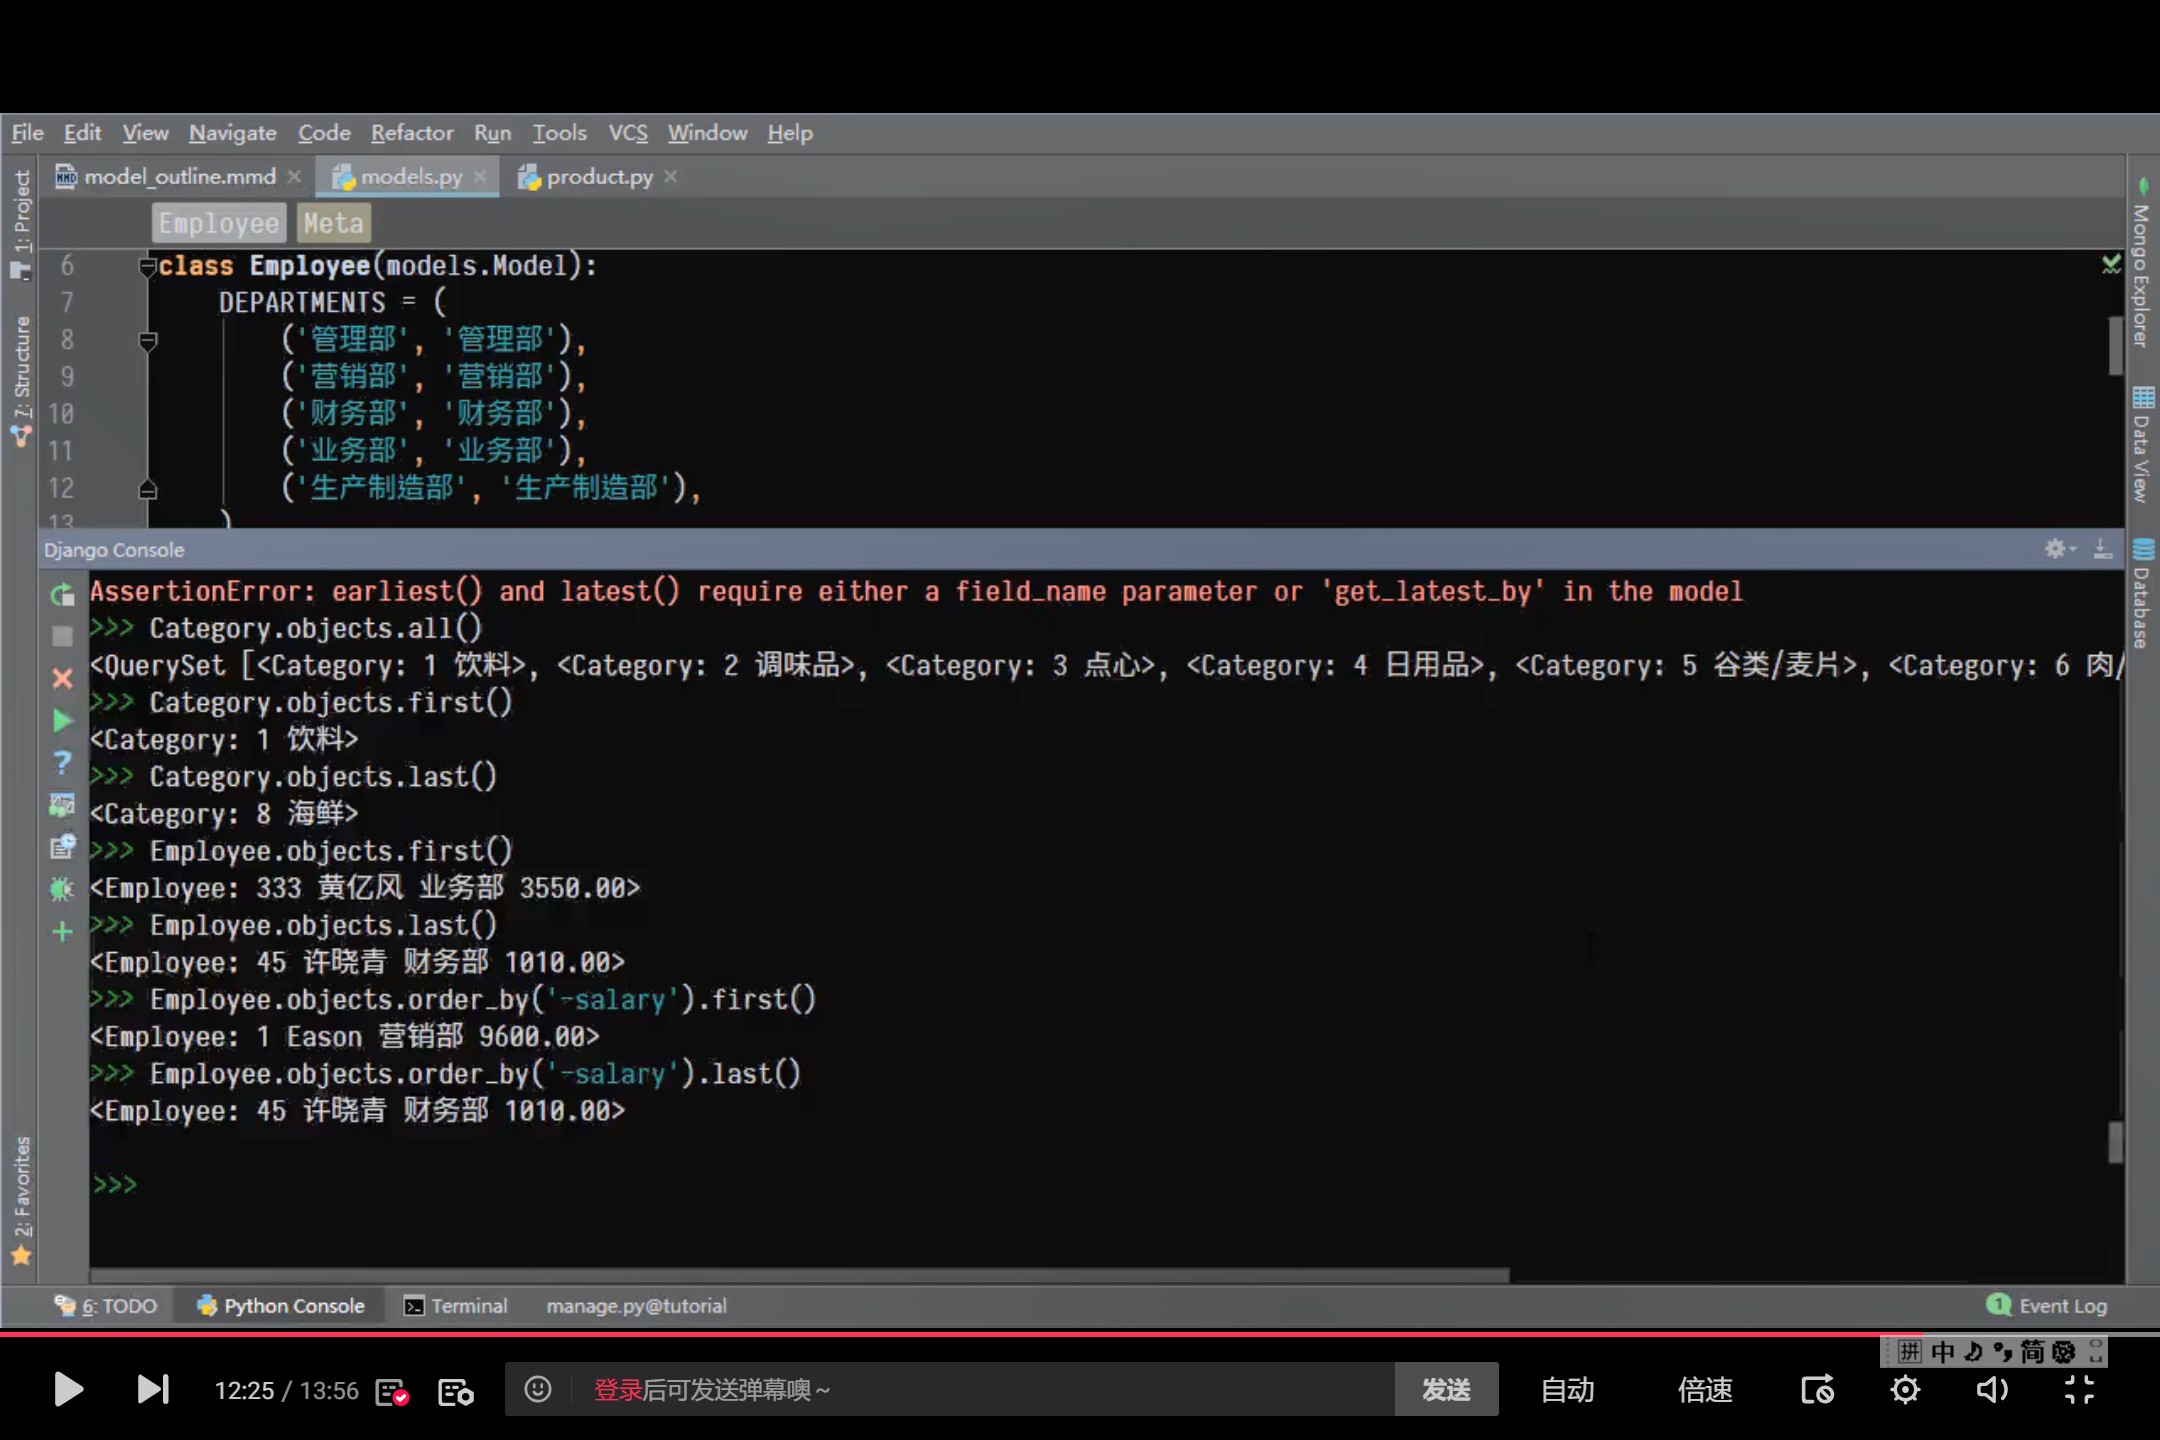 File Edit View Navigate Code Refactor Run Tools VCS Window Help
model_outline.mmd models.py product.py
Employee Meta
1: Project
7: Structure
2: Favorites
Mongo Explorer
Data View
Database
6 class Employee(models.Model):
7 DEPARTMENTS = (
8 ('管理部', '管理部'),
9 ('营销部', '营销部'),
10 ('财务部', '财务部'),
11 ('业务部', '业务部'),
12 ('生产制造部', '生产制造部'),
13 )
Django Console
AssertionError: earliest() and latest() require either a field_name parameter or 'get_latest_by' in the model
>>> Category.objects.all()
<QuerySet [<Category: 1 饮料>, <Category: 2 调味品>, <Category: 3 点心>, <Category: 4 日用品>, <Category: 5 谷类/麦片>, <Category: 6 肉/
>>> Category.objects.first()
<Category: 1 饮料>
>>> Category.objects.last()
<Category: 8 海鲜>
>>> Employee.objects.first()
<Employee: 333 黄亿风 业务部 3550.00>
>>> Employee.objects.last()
<Employee: 45 许晓青 财务部 1010.00>
>>> Employee.objects.order_by('-salary').first()
<Employee: 1 Eason 营销部 9600.00>
>>> Employee.objects.order_by('-salary').last()
<Employee: 45 许晓青 财务部 1010.00>
>>>
6: TODO Python Console Terminal manage.py@tutorial 1 Event Log
拼 中 简
12:25 / 13:56 登录后可发送弹幕噢~ 发送 自动 倍速